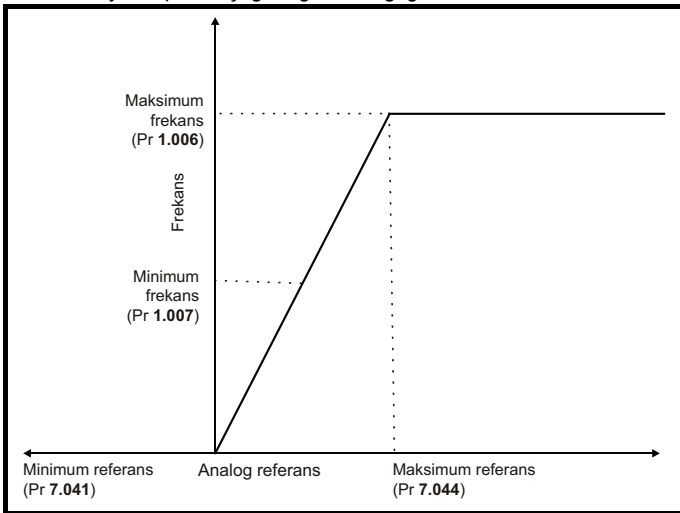 Maksimum
frekans
(Pr 1.006)
Frekans
Minimum
frekans
(Pr 1.007)
Minimum referans
(Pr 7.041)
Analog referans
Maksimum referans
(Pr 7.044)